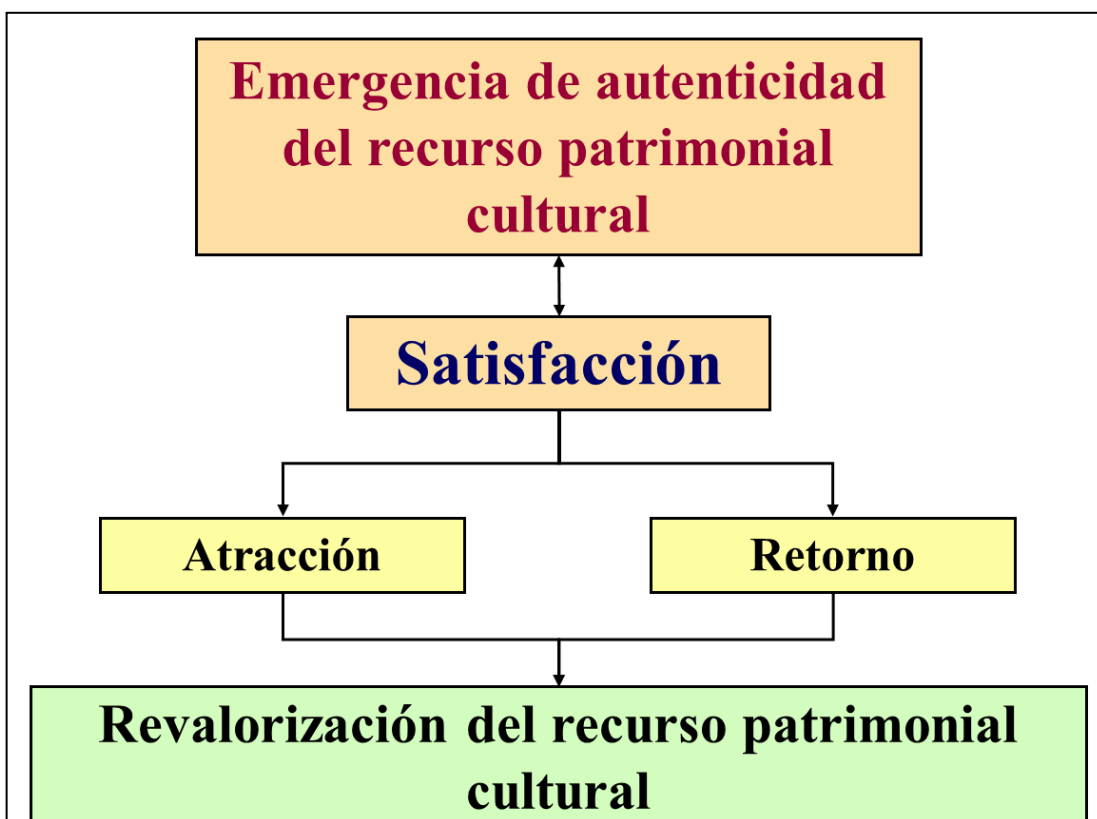 Emergencia de autenticidad
del recurso patrimonial
cultural
Satisfacción
Atracción
Retorno
Revalorización del recurso patrimonial
cultural